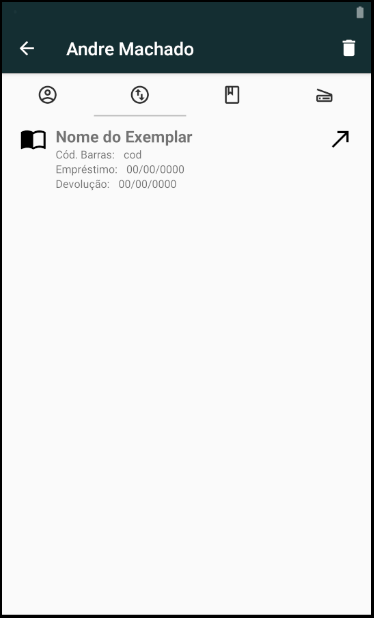 Andre Machado
Nome do Exemplar
Cód. Barras: cod
Empréstimo: 00/00/0000
Devolução: 00/00/0000